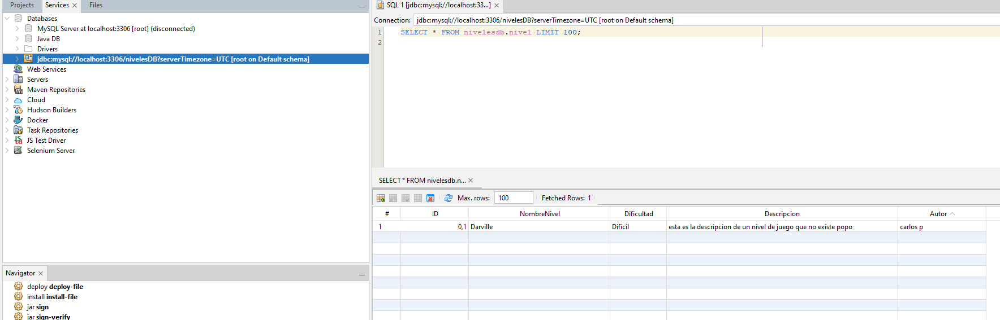 Projects Services Files
Databases
MySQL Server at localhost:3306 [root] (disconnected)
Java DB
Drivers
jdbc:mysql://localhost:3306/nivelesDB?serverTimezone=UTC [root on Default schema]
Web Services
Servers
Maven Repositories
Cloud
Hudson Builders
Docker
Task Repositories
JS Test Driver
Selenium Server
Navigator
deploy deploy-file
install install-file
jar sign
jar sign-verify
SQL 1 [jdbc:mysql://localhost:33...]
Connection: jdbc:mysql://localhost:3306/nivelesDB?serverTimezone=UTC [root on Default schema]
1 SELECT * FROM nivelesdb.nivel LIMIT 100;
2
SELECT * FROM nivelesdb.n...
Max. rows: 100 Fetched Rows: 1
# ID NombreNivel Dificultad Descripcion Autor
1 0,1 Darville Dificil esta es la descripcion de un nivel de juego que no existe popo carlos p